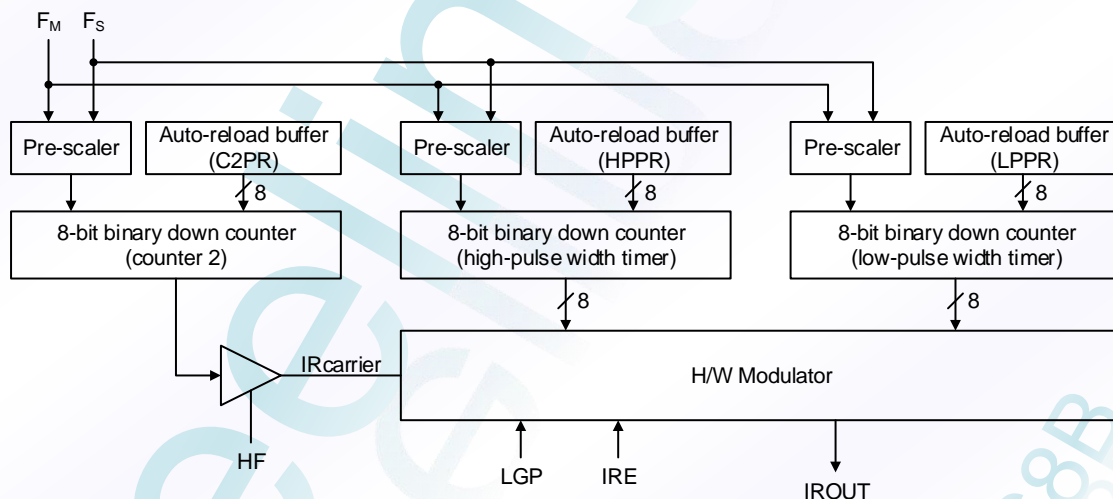 FM FS
Pre-scaler
Auto-reload buffer
(C2PR)
Pre-scaler
Auto-reload buffer
(HPPR)
Pre-scaler
Auto-reload buffer
(LPPR)
8
8
8
8-bit binary down counter
(counter 2)
8-bit binary down counter
(high-pulse width timer)
8-bit binary down counter
(low-pulse width timer)
8
8
IRcarrier
H/W Modulator
HF
LGP
IRE
IROUT